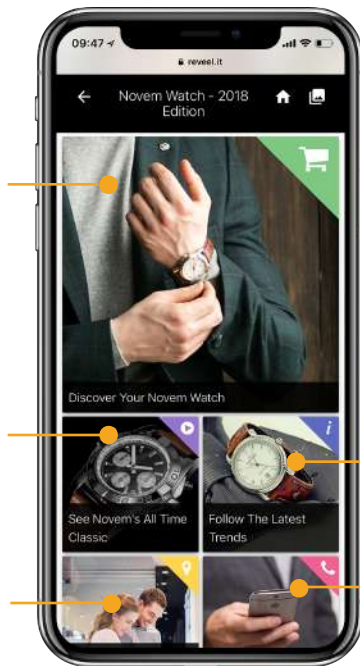 09:47
reveel.it
Novem Watch - 2018
Edition
Discover Your Novem Watch
i
See Novem's All Time
Classic
Follow The Latest
Trends